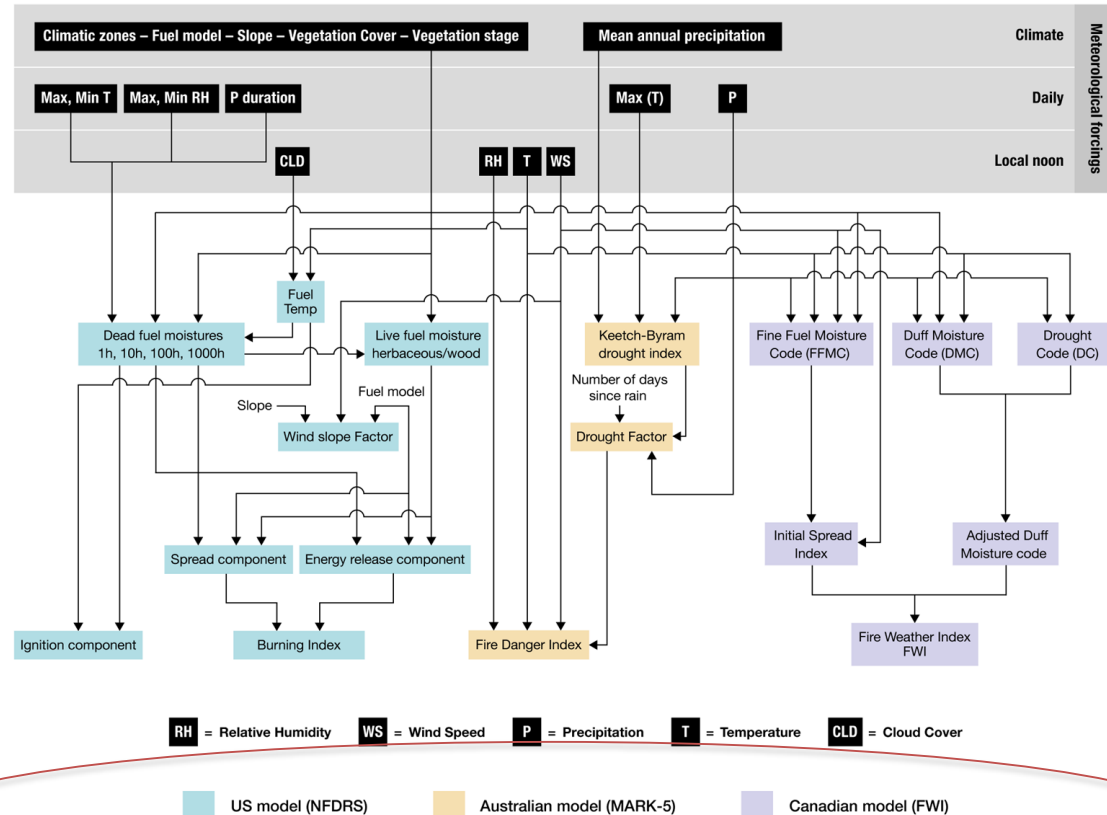 Climatic zones – Fuel model – Slope – Vegetation Cover – Vegetation stage
Mean annual precipitation
Climate
Meteorological forcings
Max, Min T
Max, Min RH
P duration
Max (T)
P
Daily
CLD
RH
T
WS
Local noon
Fuel
Temp
Dead fuel moistures
1h, 10h, 100h, 1000h
Live fuel moisture
herbaceous/wood
Keetch-Byram
drought index
Fine Fuel Moisture
Code (FFMC)
Duff Moisture
Code (DMC)
Drought
Code (DC)
Number of days
since rain
Fuel model
Slope
Wind slope Factor
Drought Factor
Initial Spread
Index
Adjusted Duff
Moisture code
Spread component
Energy release component
Ignition component
Burning Index
Fire Danger Index
Fire Weather Index
FWI
RH = Relative Humidity
WS = Wind Speed
P = Precipitation
T = Temperature
CLD = Cloud Cover
US model (NFDRS)
Australian model (MARK-5)
Canadian model (FWI)